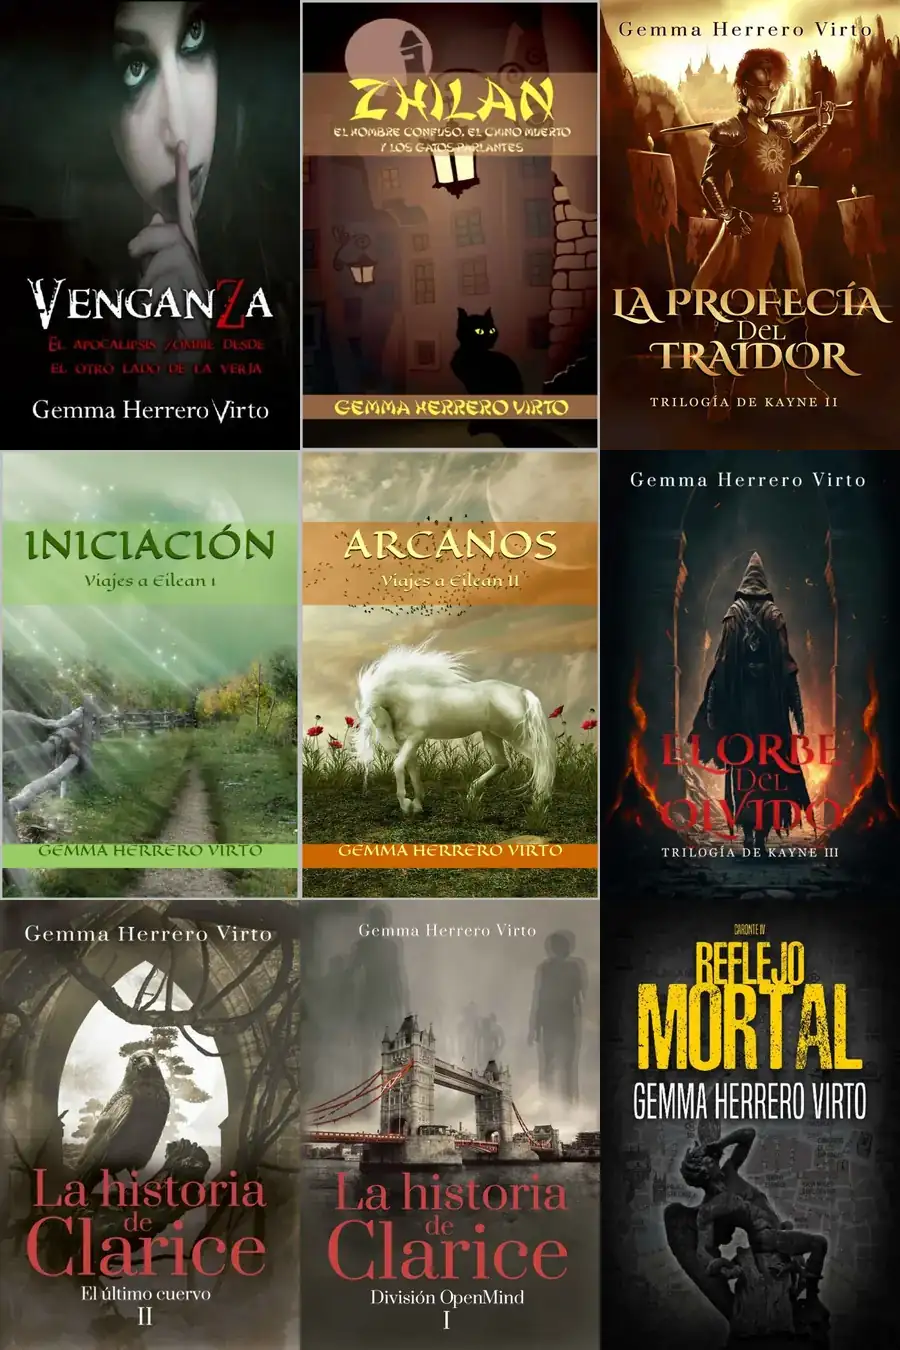 VENGANZA
EL APOCALIPSIS ZOMBIE DESDE
EL OTRO LADO DE LA VERJA
Gemma Herrero Virto
ZHILAN
EL HOMBRE CONFUSO, EL CHINO MUERTO
Y LOS GATOS PARLANTES
GEMMA HERRERO VIRTO
Gemma Herrero Virto
LA PROFECÍA
DEL
TRAIDOR
TRILOGÍA DE KAYNE II
INICIACIÓN
Viajes a Eilean I
GEMMA HERRERO VIRTO
ARCANOS
Viajes a Eilean II
GEMMA HERRERO VIRTO
Gemma Herrero Virto
EL ORBE
DEL
OLVIDO
TRILOGÍA DE KAYNE III
Gemma Herrero Virto
La historia
de
Clarice
El último cuervo
II
Gemma Herrero Virto
La historia
de
Clarice
División OpenMind
I
CARONTE IV
REFLEJO
MORTAL
GEMMA HERRERO VIRTO